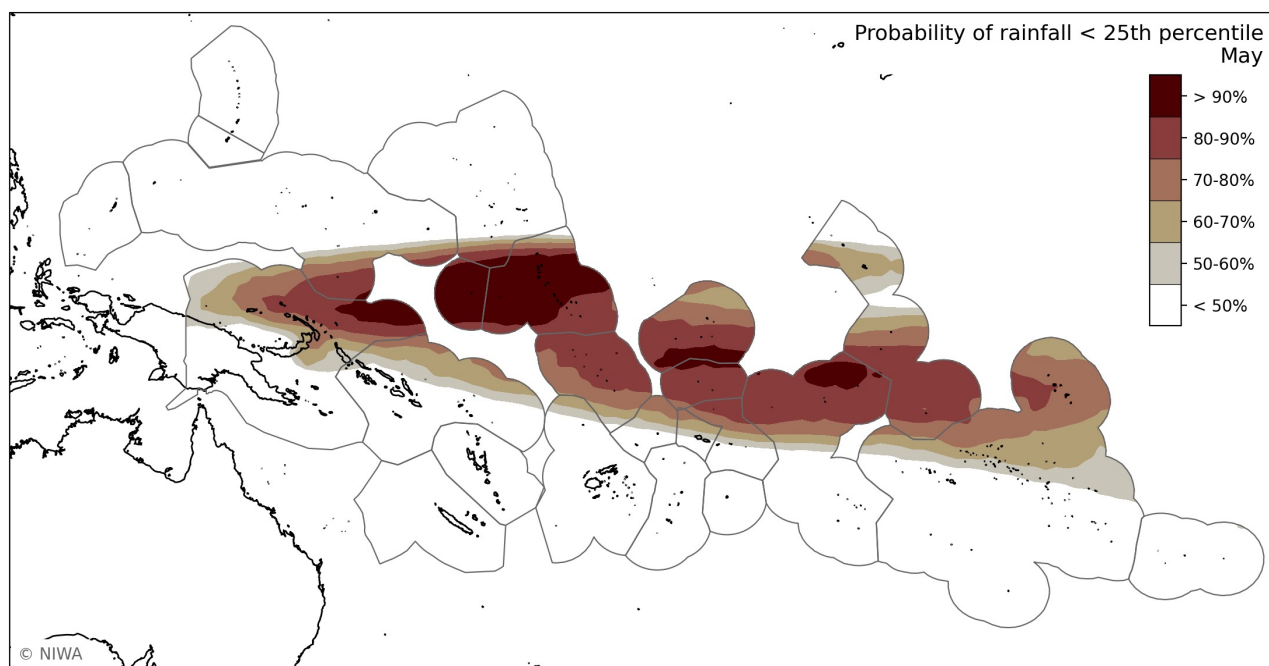 Probability of rainfall < 25th percentile
May
> 90%
80-90%
70-80%
60-70%
50-60%
< 50%
© NIWA